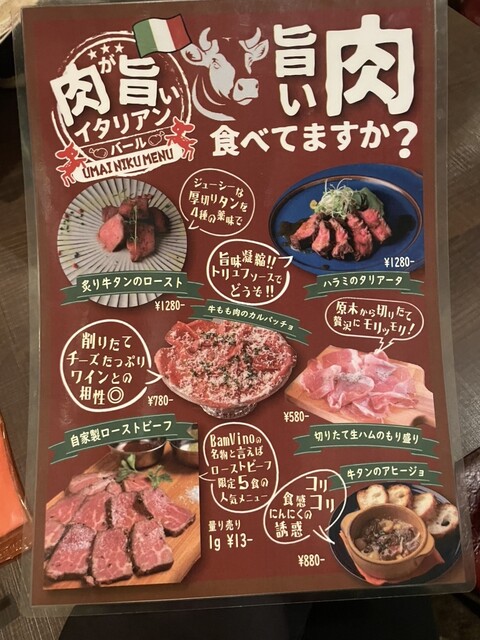 肉が旨い
イタリアン
バール
UMAI NIKU MENU
旨い肉
食べてますか?
ジューシーな
厚切りタンを
4種の薬味で
炙り牛タンのロースト
¥1280-
旨味凝縮!!
トリュフソースで
どうぞ!!
¥1280-
ハラミのタリアータ
牛もも肉のカルパッチョ
削りたて
チーズたっぷり
ワインとの
相性◎
¥780-
原木から切りたて
贅沢にモリッモリ!
¥580-
切りたて生ハムのもり盛り
自家製ローストビーフ
BamVinoの
名物と言えば
ローストビーフ
限定5食の
人気メニュー
量り売り
1g ¥13-
牛タンのアヒージョ
コリコリ
食感
にんにくの
誘惑
¥880-